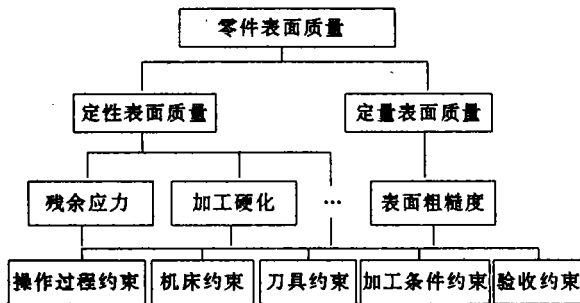 零件表面质量
定性表面质量 定量表面质量
残余应力 加工硬化 … 表面粗糙度
操作过程约束 机床约束 刀具约束 加工条件约束 验收约束